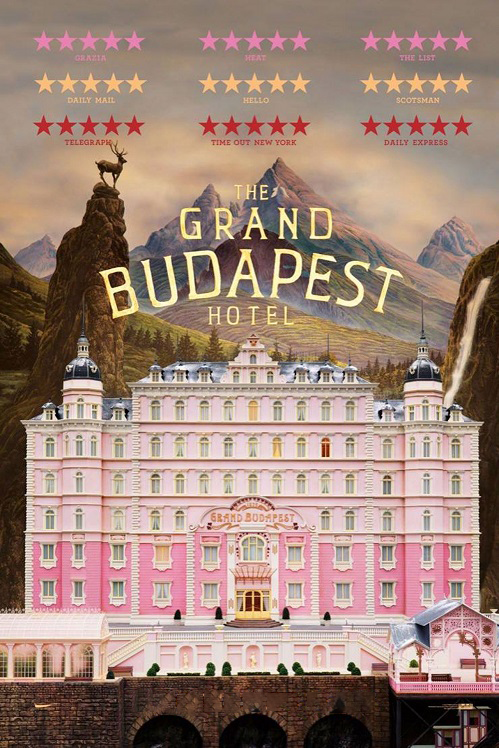 GRAZIA
HEAT
THE LIST
DAILY MAIL
HELLO
SCOTSMAN
TELEGRAPH
TIME OUT NEW YORK
DAILY EXPRESS
THE
GRAND
BUDAPEST
HOTEL
GRAND BUDAPEST